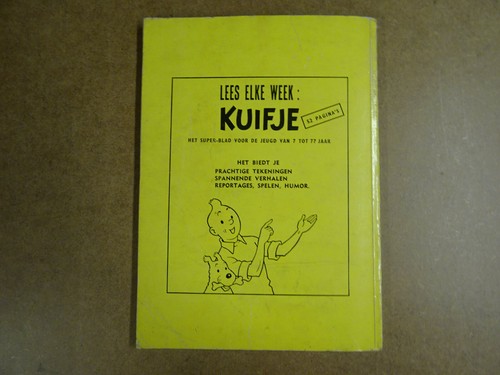 LEES ELKE WEEK:
KUIFJE
52 PAGINA'S
HET SUPER-BLAD VOOR DE JEUGD VAN 7 TOT 77 JAAR
HET BIEDT JE
PRACHTIGE TEKENINGEN
SPANNENDE VERHALEN
REPORTAGES, SPELEN, HUMOR.